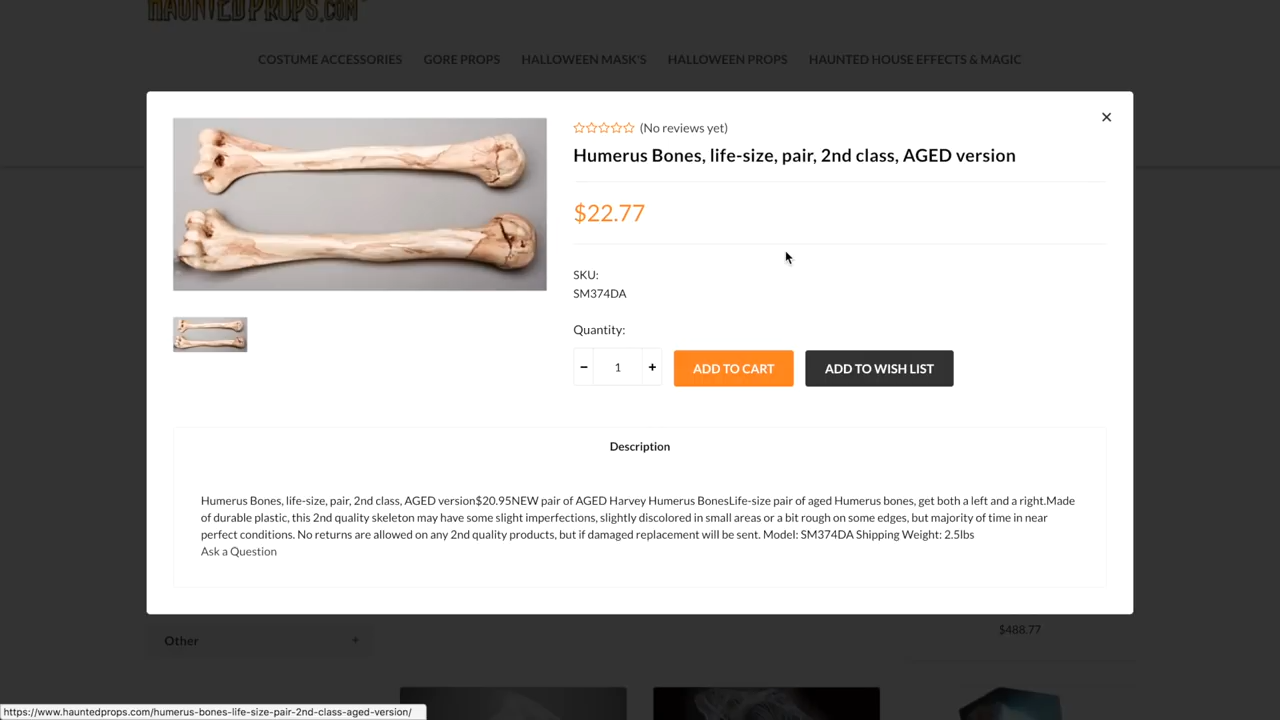 HAUNTEDPROPS.COM
COSTUME ACCESSORIES GORE PROPS HALLOWEEN MASK'S HALLOWEEN PROPS HAUNTED HOUSE EFFECTS & MAGIC
(No reviews yet)
Humerus Bones, life-size, pair, 2nd class, AGED version
$22.77
SKU:
SM374DA
Quantity:
- 1 +
ADD TO CART ADD TO WISH LIST
Description
Humerus Bones, life-size, pair, 2nd class, AGED version$20.95NEW pair of AGED Harvey Humerus BonesLife-size pair of aged Humerus bones, get both a left and a right.Made
of durable plastic, this 2nd quality skeleton may have some slight imperfections, slightly discolored in small areas or a bit rough on some edges, but majority of time in near
perfect conditions. No returns are allowed on any 2nd quality products, but if damaged replacement will be sent. Model: SM374DA Shipping Weight: 2.5lbs
Ask a Question
Other +
$488.77
https://www.hauntedprops.com/humerus-bones-life-size-pair-2nd-class-aged-version/